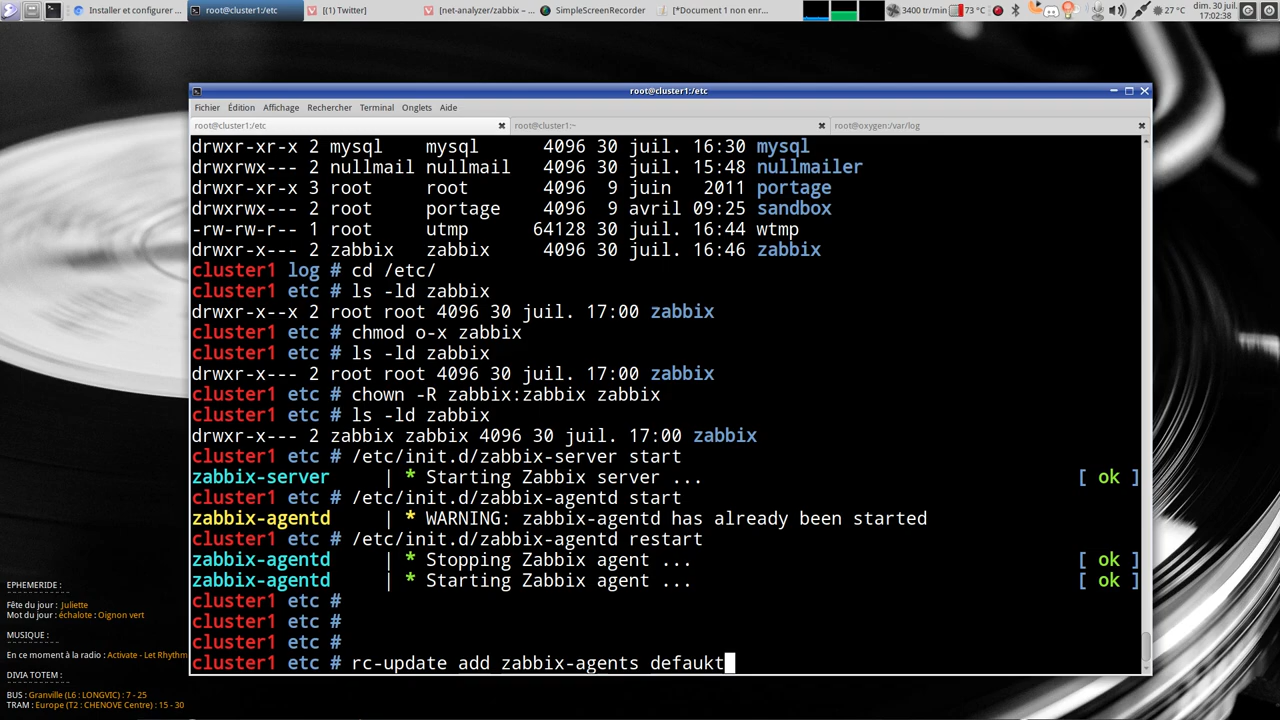 Installer et configurer ...
root@cluster1:/etc
[(1) Twitter]
[net-analyzer/zabbix – ...
SimpleScreenRecorder
[*Document 1 non enr...
3400 tr/min
73 °C
27 °C
dim. 30 juil.
17:02:38
root@cluster1:/etc
Fichier Édition Affichage Rechercher Terminal Onglets Aide
root@cluster1:/etc
root@cluster1:~
root@oxygen:/var/log
drwxr-xr-x 2 mysql    mysql      4096 30 juil. 16:30 mysql
drwxrwx--- 2 nullmail nullmail   4096 30 juil. 15:48 nullmailer
drwxr-xr-x 3 root     root       4096  9 juin   2011 portage
drwxrwx--- 2 root     portage    4096  9 avril 09:25 sandbox
-rw-rw-r-- 1 root     utmp      64128 30 juil. 16:44 wtmp
drwxr-x--- 2 zabbix   zabbix     4096 30 juil. 16:46 zabbix
cluster1 log # cd /etc/
cluster1 etc # ls -ld zabbix
drwxr-x--x 2 root root 4096 30 juil. 17:00 zabbix
cluster1 etc # chmod o-x zabbix
cluster1 etc # ls -ld zabbix
drwxr-x--- 2 root root 4096 30 juil. 17:00 zabbix
cluster1 etc # chown -R zabbix:zabbix zabbix
cluster1 etc # ls -ld zabbix
drwxr-x--- 2 zabbix zabbix 4096 30 juil. 17:00 zabbix
cluster1 etc # /etc/init.d/zabbix-server start
zabbix-server     | * Starting Zabbix server ... [ ok ]
cluster1 etc # /etc/init.d/zabbix-agentd start
zabbix-agentd     | * WARNING: zabbix-agentd has already been started
cluster1 etc # /etc/init.d/zabbix-agentd restart
zabbix-agentd     | * Stopping Zabbix agent ... [ ok ]
zabbix-agentd     | * Starting Zabbix agent ... [ ok ]
cluster1 etc #
cluster1 etc #
cluster1 etc #
cluster1 etc # rc-update add zabbix-agents defaukt
EPHEMERIDE :
Fête du jour : Juliette
Mot du jour : échalote : Oignon vert
MUSIQUE :
En ce moment à la radio : Activate - Let Rhythm
DIVIA TOTEM :
BUS : Granville (L6 : LONGVIC) : 7 - 25
TRAM : Europe (T2 : CHENOVE Centre) : 15 - 30